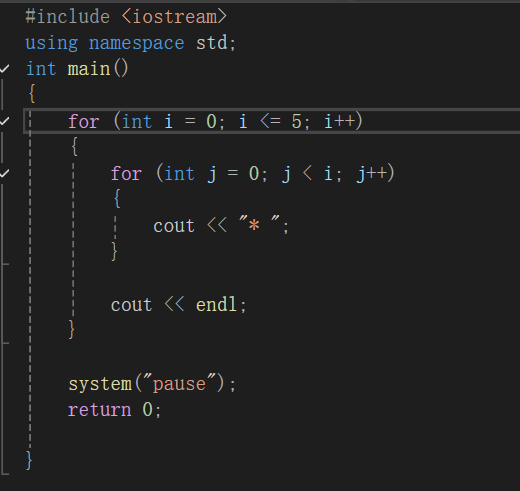 #include <iostream>
using namespace std;
int main()
{
for (int i = 0; i <= 5; i++)
{
for (int j = 0; j < i; j++)
{
cout << "* ";
}
cout << endl;
}
system("pause");
return 0;
}